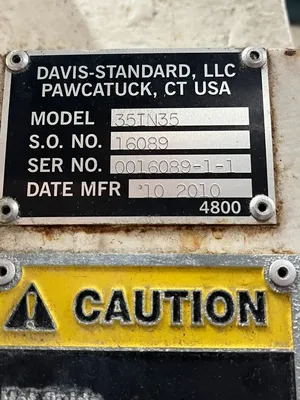 DAVIS-STANDARD, LLC
PAWCATUCK, CT USA
MODEL 35IN35
S.O. NO. 16089
SER NO. 0016089-1-1
DATE MFR '10 2010
4800
CAUTION